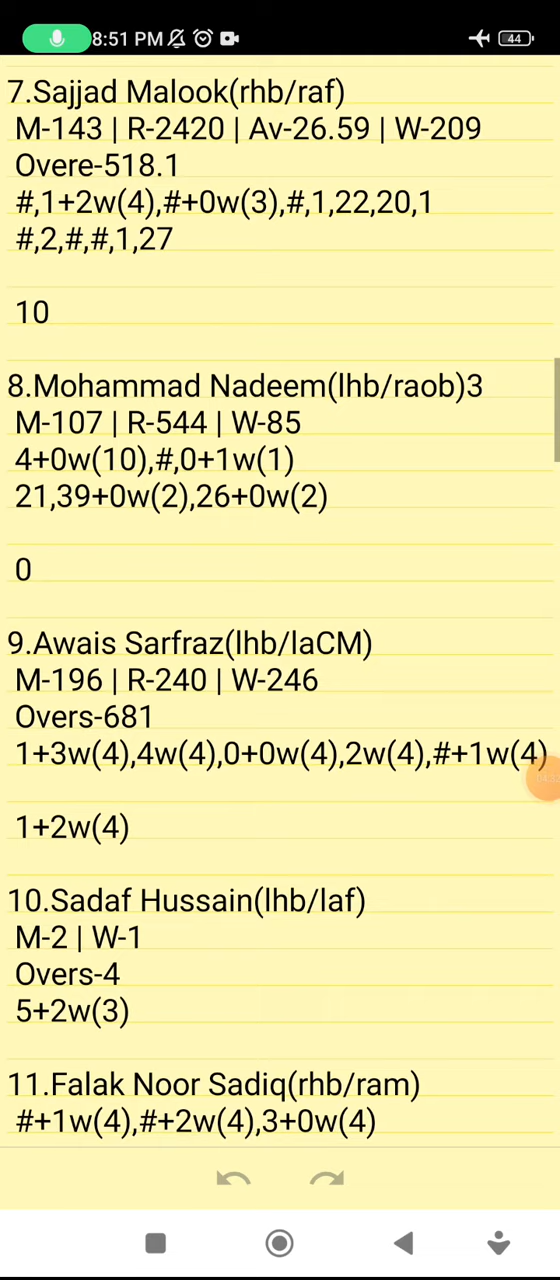 8:51 PM 44
7.Sajjad Malook(rhb/raf)
M-143 | R-2420 | Av-26.59 | W-209
Overe-518.1
#,1+2w(4),#+0w(3),#,1,22,20,1
#,2,#,#,1,27
10
8.Mohammad Nadeem(lhb/raob)3
M-107 | R-544 | W-85
4+0w(10),#,0+1w(1)
21,39+0w(2),26+0w(2)
0
9.Awais Sarfraz(lhb/laCM)
M-196 | R-240 | W-246
Overs-681
1+3w(4),4w(4),0+0w(4),2w(4),#+1w(4)
1+2w(4)
10.Sadaf Hussain(lhb/laf)
M-2 | W-1
Overs-4
5+2w(3)
11.Falak Noor Sadiq(rhb/ram)
#+1w(4),#+2w(4),3+0w(4)